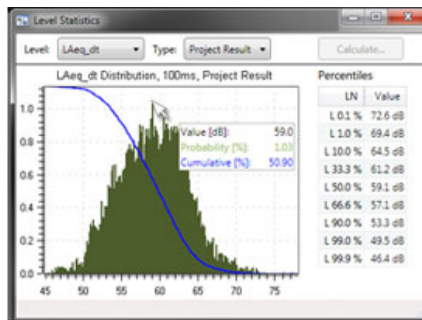 Level Statistics
Level: LAeq_dt Type: Project Result Calculate...
LAeq_dt Distribution, 100ms, Project Result
Percentiles
1.0
0.8
0.6
0.4
0.2
0.0
45 50 55 60 65 70 75
Value [dB]: 59.0
Probability [%]: 1.03
Cumulative [%]: 50.90
LN Value
L 0.1 % 72.6 dB
L 1.0 % 69.4 dB
L 10.0 % 64.5 dB
L 33.3 % 61.2 dB
L 50.0 % 59.1 dB
L 66.6 % 57.1 dB
L 90.0 % 53.3 dB
L 99.0 % 49.5 dB
L 99.9 % 46.4 dB